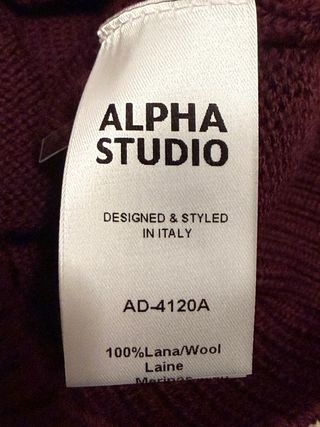 ALPHA
STUDIO
DESIGNED & STYLED
IN ITALY
AD-4120A
100%Lana/Wool
Laine